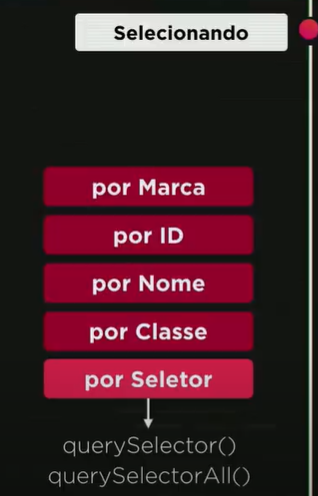 Selecionando
por Marca
por ID
por Nome
por Classe
por Seletor
querySelector()
querySelectorAll()